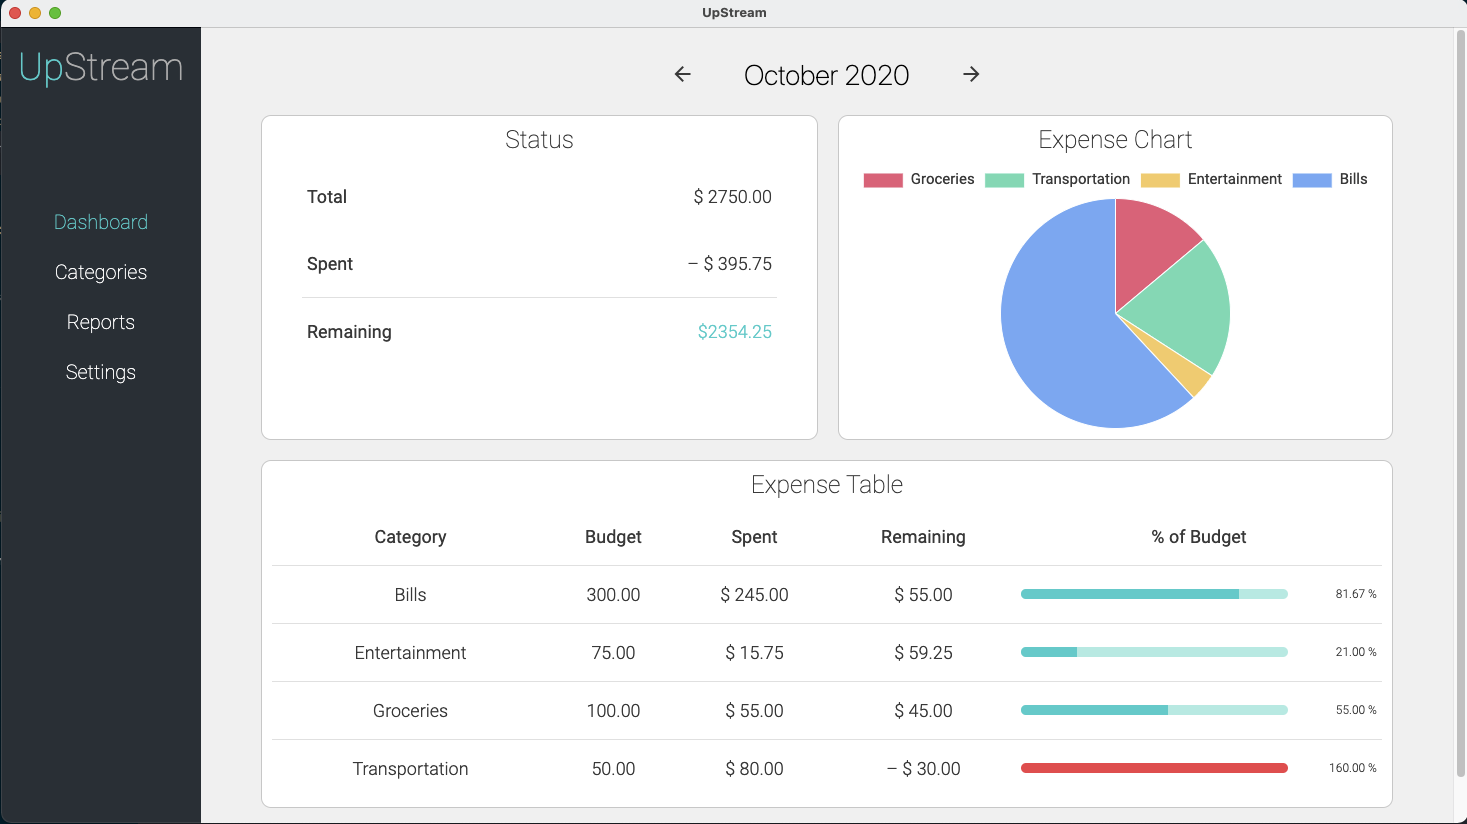 UpStream
UpStream
Dashboard
Categories
Reports
Settings
← October 2020 →
Status
Total $ 2750.00
Spent – $ 395.75
Remaining $2354.25
Expense Chart
Groceries Transportation Entertainment Bills
Expense Table
Category Budget Spent Remaining % of Budget
Bills 300.00 $ 245.00 $ 55.00 81.67 %
Entertainment 75.00 $ 15.75 $ 59.25 21.00 %
Groceries 100.00 $ 55.00 $ 45.00 55.00 %
Transportation 50.00 $ 80.00 – $ 30.00 160.00 %